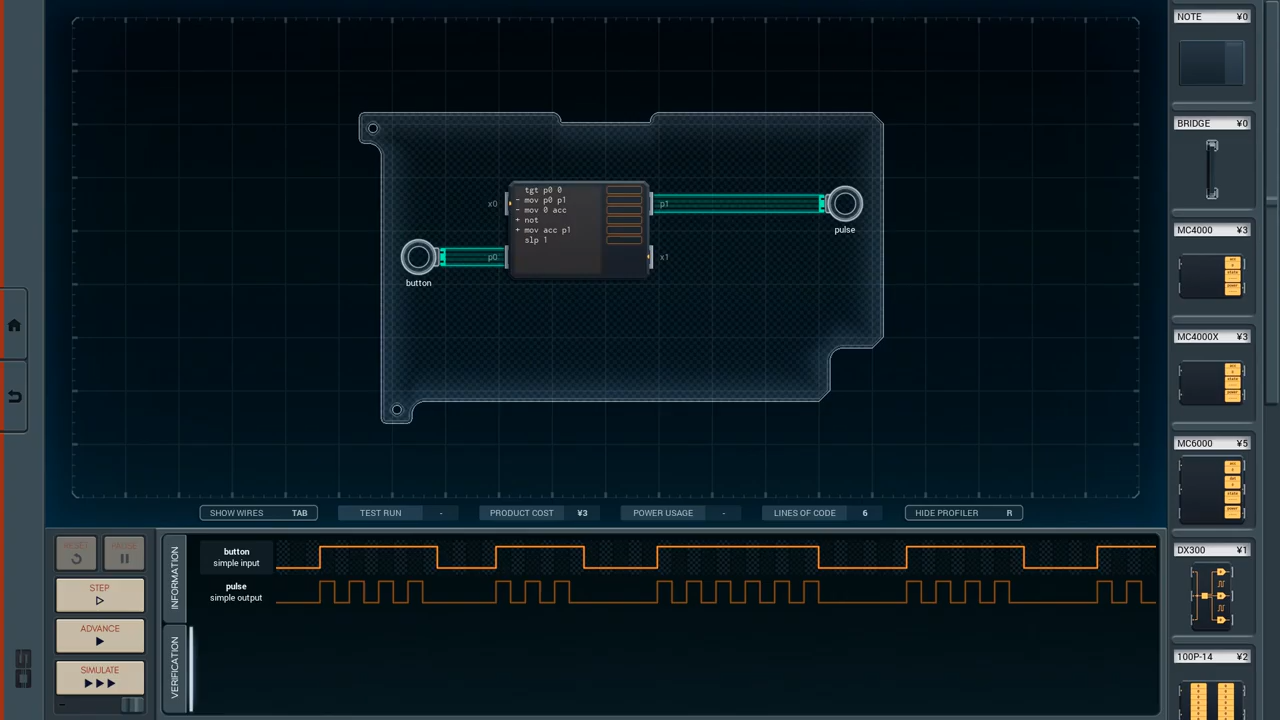 NOTE ¥0
BRIDGE ¥0
MC4000 ¥3
MC4000X ¥3
MC6000 ¥5
DX300 ¥1
100P-14 ¥2
tgt p0 0
- mov p0 p1
- mov 0 acc
+ not
+ mov acc p1
slp 1
x0
p0
p1
x1
button
pulse
SHOW WIRES TAB
TEST RUN -
PRODUCT COST ¥3
POWER USAGE -
LINES OF CODE 6
HIDE PROFILER R
RESET
PAUSE
STEP
ADVANCE
SIMULATE
INFORMATION
VERIFICATION
button
simple input
pulse
simple output